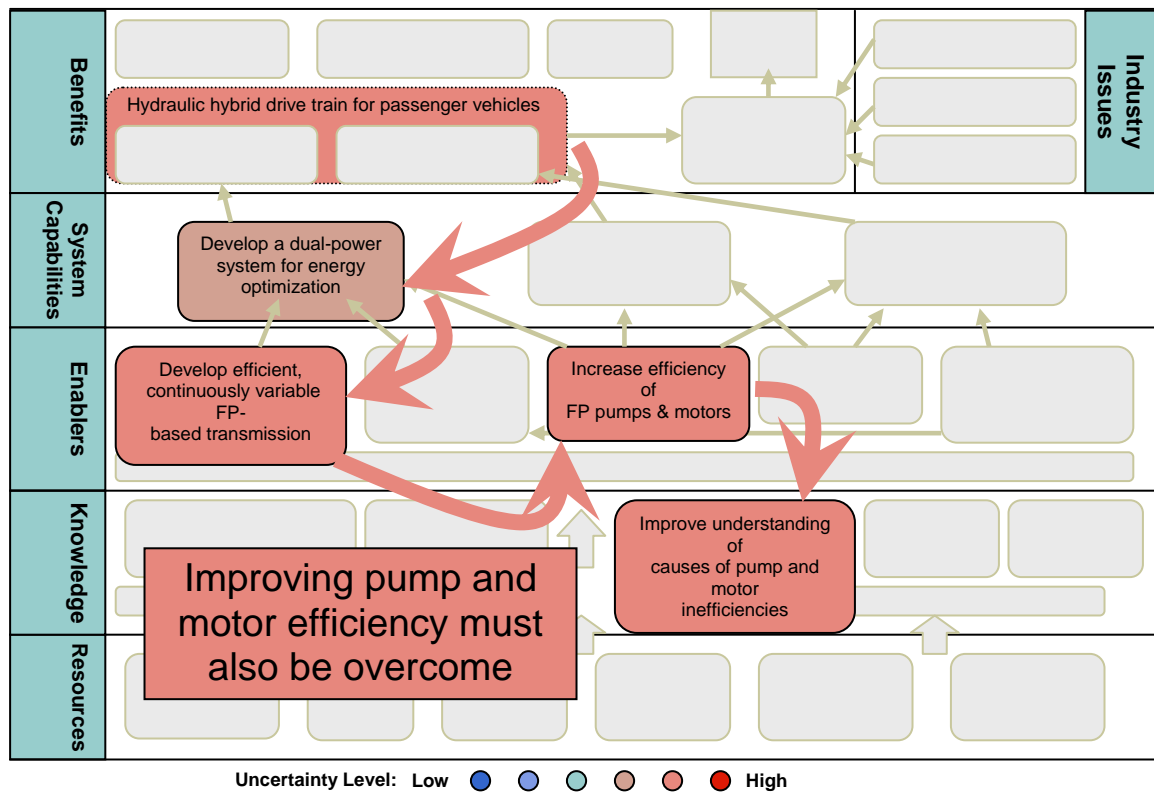 Benefits
Industry
Issues
Hydraulic hybrid drive train for passenger vehicles
System
Capabilities
Develop a dual-power
system for energy
optimization
Enablers
Develop efficient,
continuously variable
FP-
based transmission
Increase efficiency
of
FP pumps & motors
Knowledge
Improve understanding
of
causes of pump and
motor
inefficiencies
Improving pump and
motor efficiency must
also be overcome
Resources
Uncertainty Level: Low High